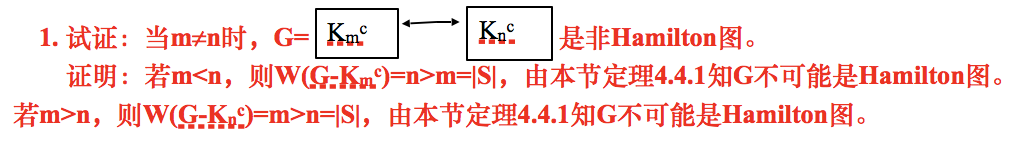 1. 试证：当m≠n时，G= Kmᶜ Knᶜ 是非Hamilton图。
证明：若m<n，则W(G-Kmᶜ)=n>m=|S|，由本节定理4.4.1知G不可能是Hamilton图。
若m>n，则W(G-Knᶜ)=m>n=|S|，由本节定理4.4.1知G不可能是Hamilton图。